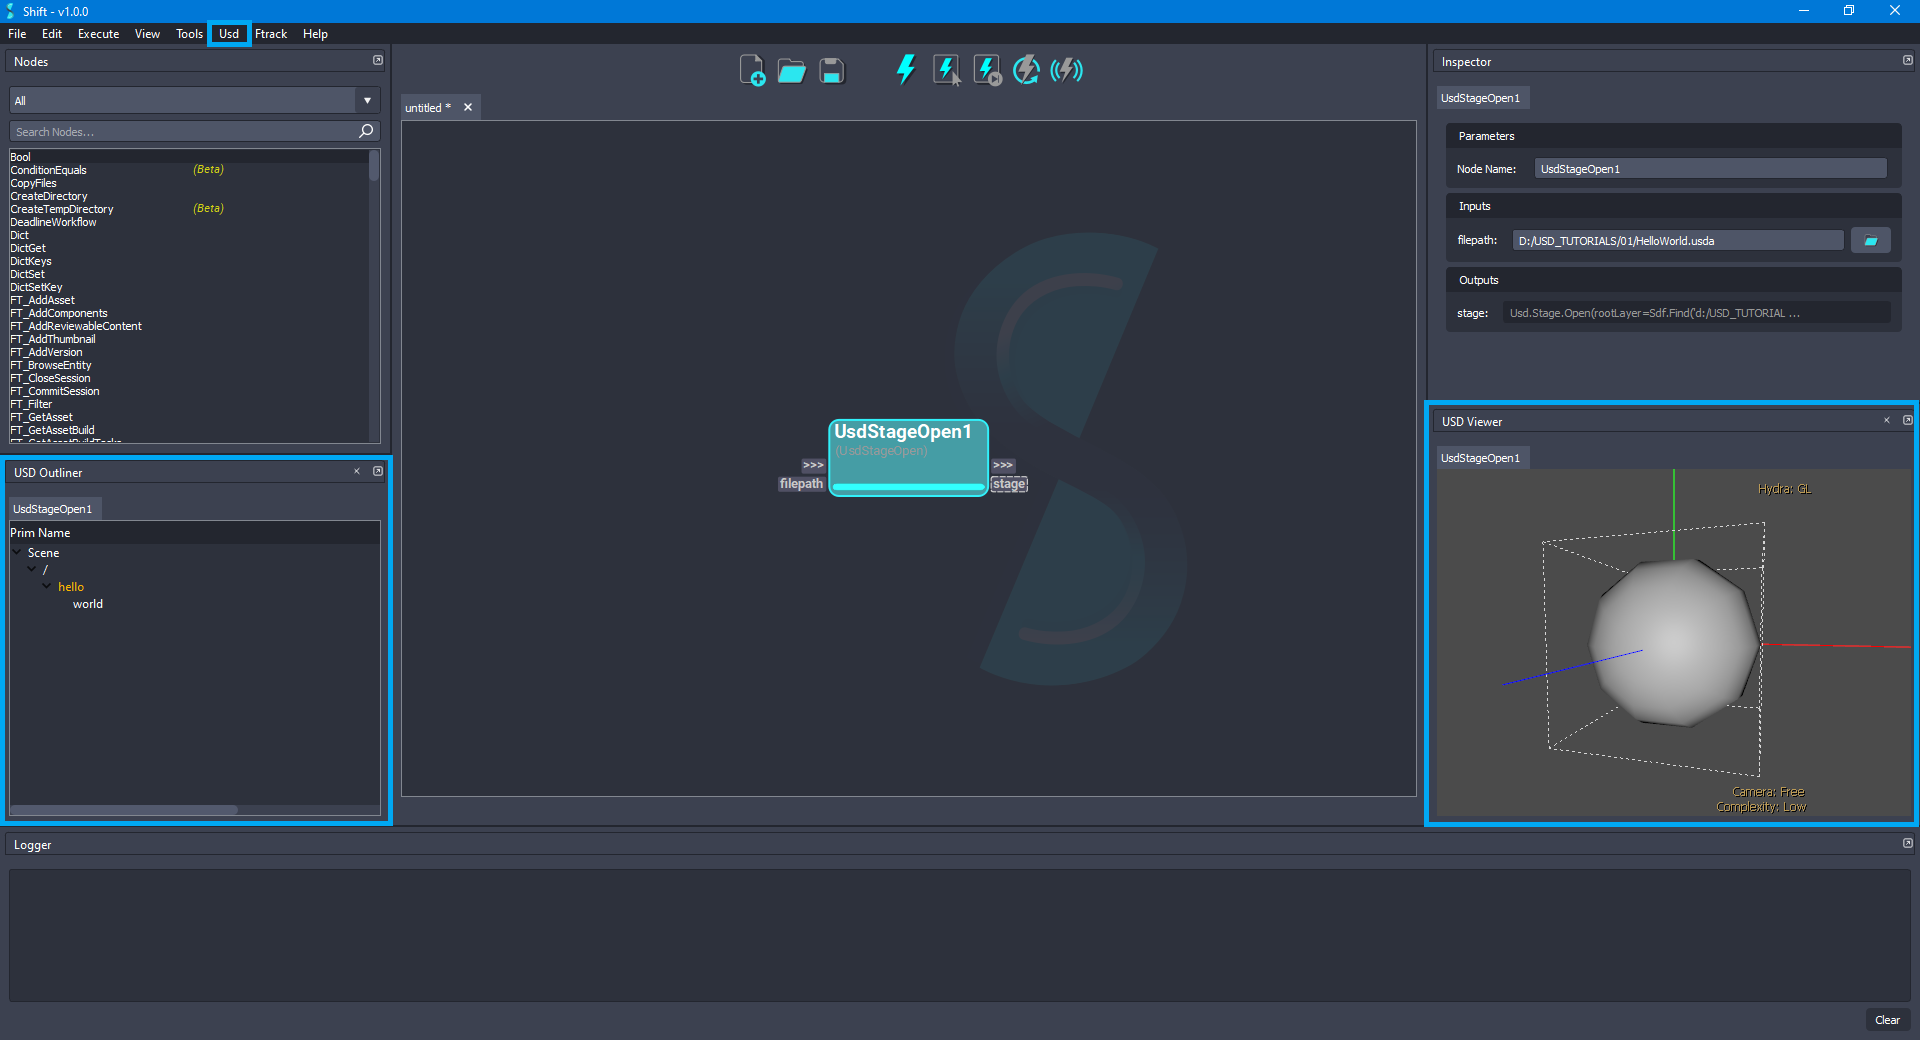 Shift - v1.0.0
File Edit Execute View Tools Usd Ftrack Help
Nodes
All
Search Nodes...
Bool
ConditionEquals (Beta)
CopyFiles
CreateDirectory
CreateTempDirectory (Beta)
DeadlineWorkflow
Dict
DictGet
DictKeys
DictSet
DictSetKey
FT_AddAsset
FT_AddComponents
FT_AddReviewableContent
FT_AddThumbnail
FT_AddVersion
FT_BrowseEntity
FT_CloseSession
FT_CommitSession
FT_Filter
FT_GetAsset
FT_GetAssetBuild
USD Outliner
UsdStageOpen1
Prim Name
Scene
/
hello
world
untitled *
UsdStageOpen1
(UsdStageOpen)
>>> >>>
filepath stage
Inspector
UsdStageOpen1
Parameters
Node Name: UsdStageOpen1
Inputs
filepath: D:/USD_TUTORIALS/01/HelloWorld.usda
Outputs
stage: Usd.Stage.Open(rootLayer=Sdf.Find('d:/USD_TUTORIAL ...
USD Viewer
UsdStageOpen1
Hydra: GL
Camera: Free
Complexity: Low
Logger
Clear